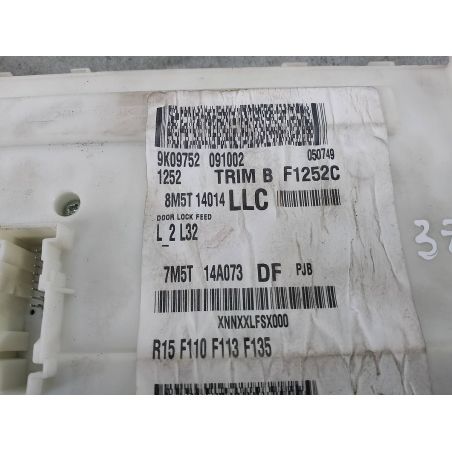 9K09752 091002 050749
1252 TRIM B F1252C
8M5T 14014 LLC
DOOR LOCK FEED
L_2 L32
7M5T 14A073 DF PJB
XNNXXLFSX000
R15 F110 F113 F135